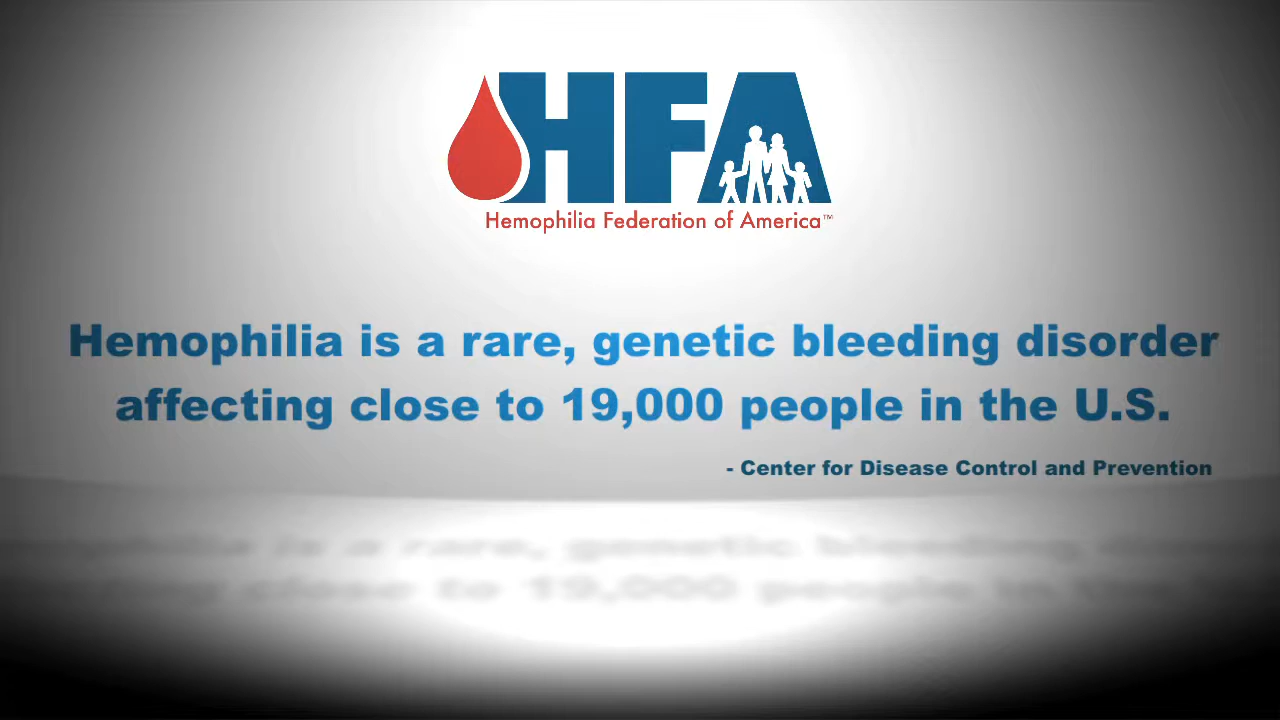 HFA
Hemophilia Federation of America™
Hemophilia is a rare, genetic bleeding disorder
affecting close to 19,000 people in the U.S.
- Center for Disease Control and Prevention